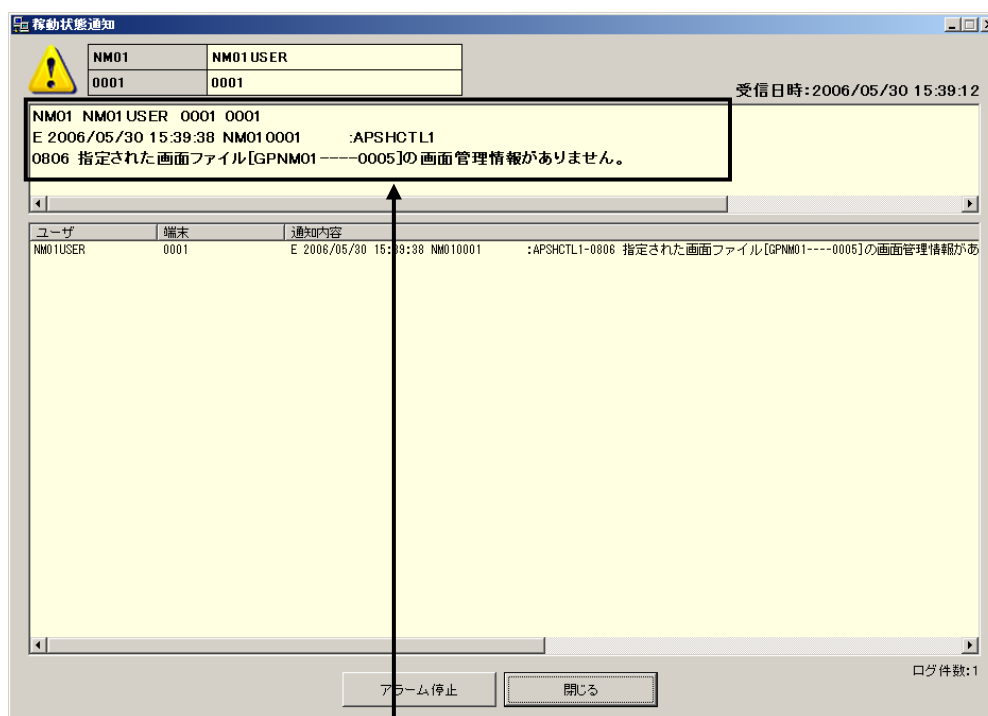 稼動状態通知
NM01 NM01USER
0001 0001
受信日時:2006/05/30 15:39:12
NM01 NM01USER 0001 0001
E 2006/05/30 15:39:38 NM010001 :APSHCTL1
0806 指定された画面ファイル[GPNM01----0005]の画面管理情報がありません。
ユーザ 端末 通知内容
NM01USER 0001 E 2006/05/30 15:39:38 NM010001 :APSHCTL1-0806 指定された画面ファイル[GPNM01----0005]の画面管理情報があ
ログ件数:1
アラーム停止 閉じる